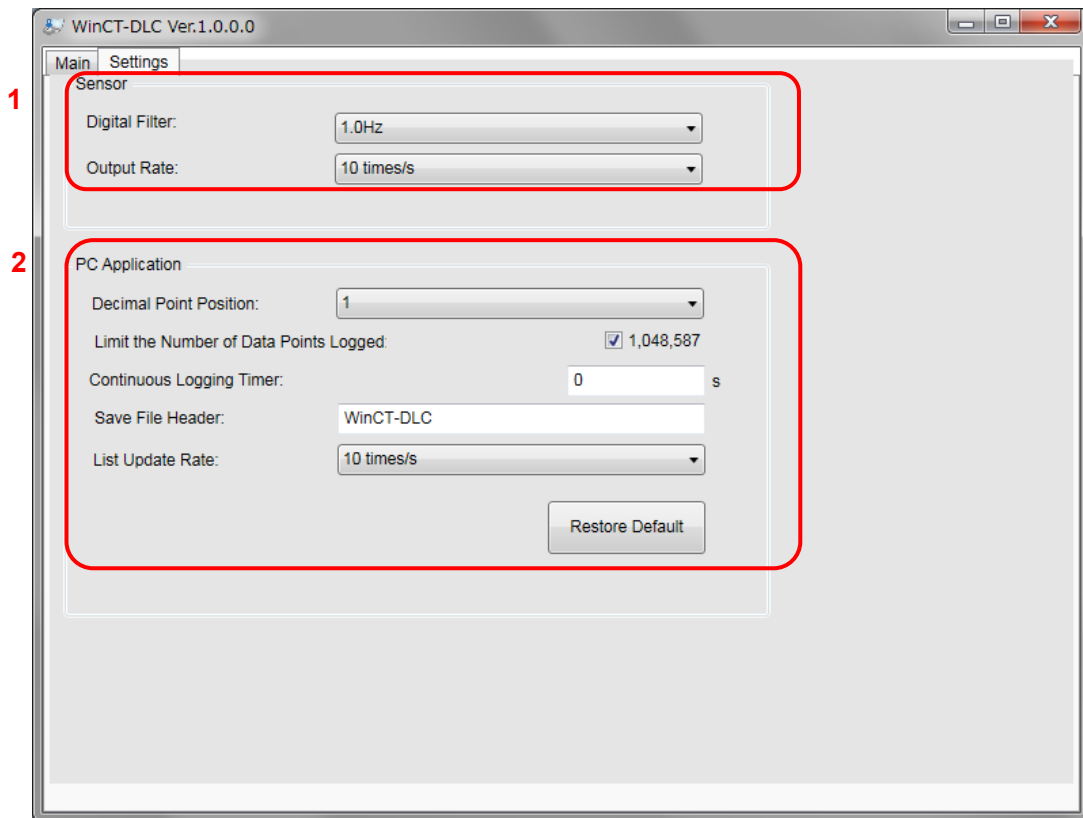 WinCT-DLC Ver.1.0.0.0
Main Settings
1
Sensor
Digital Filter: 1.0Hz
Output Rate: 10 times/s
2
PC Application
Decimal Point Position: 1
Limit the Number of Data Points Logged: 1,048,587
Continuous Logging Timer: 0 s
Save File Header: WinCT-DLC
List Update Rate: 10 times/s
Restore Default